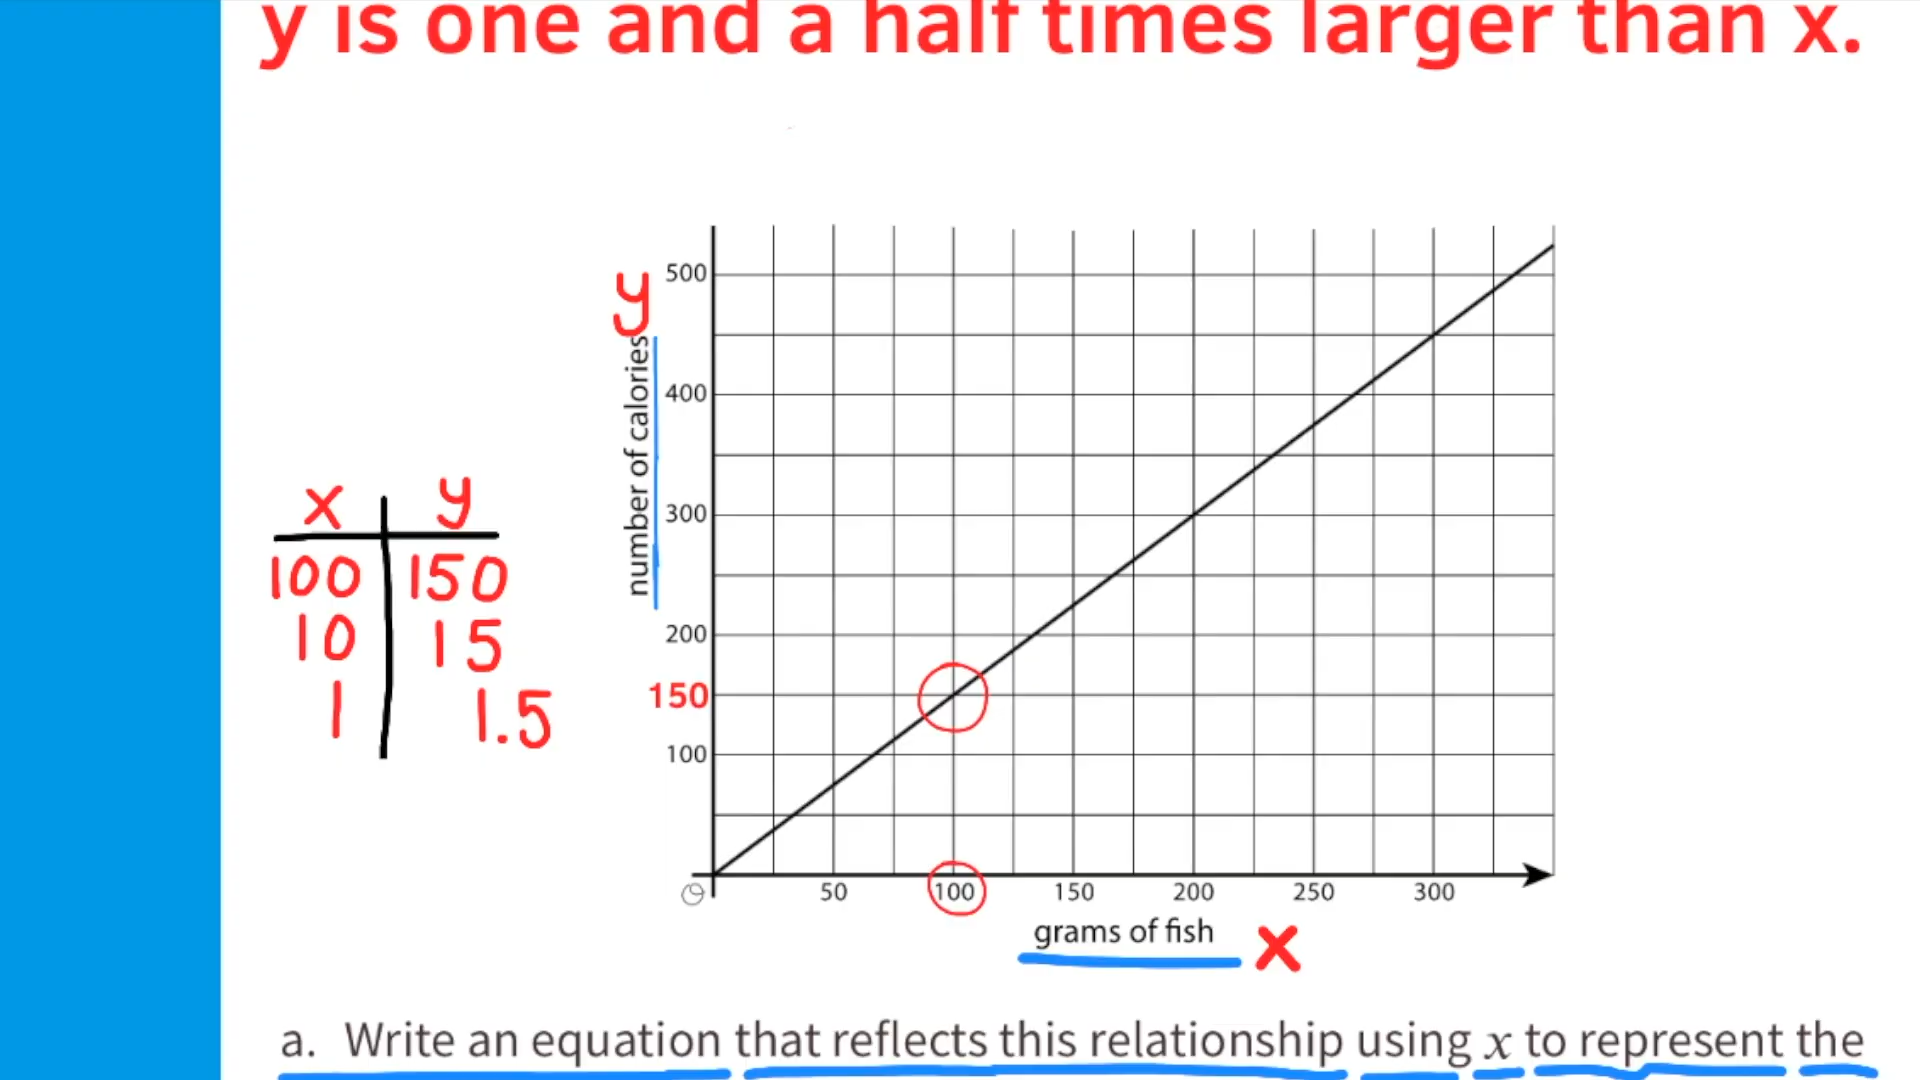 y is one and a half times larger than x.
y
500
400
300
200
150
100
number of calories
x y
100 150
10 15
1 1.5
0
50 100 150 200 250 300
grams of fish x
a. Write an equation that reflects this relationship using x to represent the